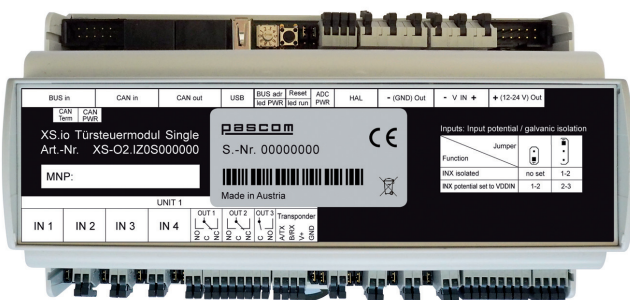 BUS in CAN in CAN out USB BUS adr Reset ADC HAL - (GND) Out - V IN + + (12-24 V) Out
led PWR led run PWR
CAN Term CAN PWR
XS.io Türsteuermodul Single
Art.-Nr. XS-O2.IZ0S000000
MNP:
pascom
S.-Nr. 00000000
CE
Made in Austria
Inputs: Input potential / galvanic isolation
Jumper
Function
INX isolated no set 1-2
INX potential set to VDDIN 1-2 2-3
UNIT 1
IN 1 IN 2 IN 3 IN 4 OUT 1 OUT 2 OUT 3 Transponder
NO C NC NO C NC NO C A/TX B/RX V+ GND